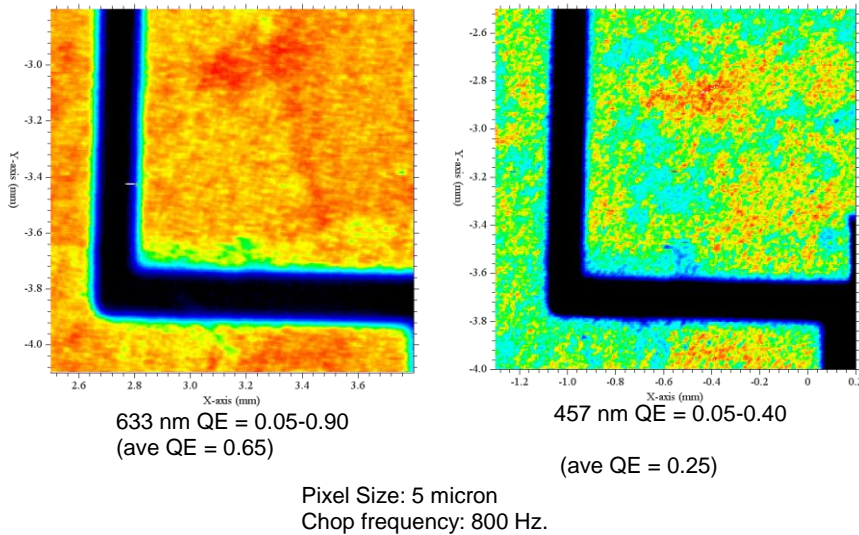 -3.0
-3.2
-3.4
-3.6
-3.8
-4.0
Y-axis (mm)
2.6 2.8 3.0 3.2 3.4 3.6
X-axis (mm)
633 nm QE = 0.05-0.90
(ave QE = 0.65)
-2.6
-2.8
-3.0
-3.2
-3.4
-3.6
-3.8
-4.0
Y-axis (mm)
-1.2 -1.0 -0.8 -0.6 -0.4 -0.2 0 0.2
X-axis (mm)
457 nm QE = 0.05-0.40
(ave QE = 0.25)
Pixel Size: 5 micron
Chop frequency: 800 Hz.